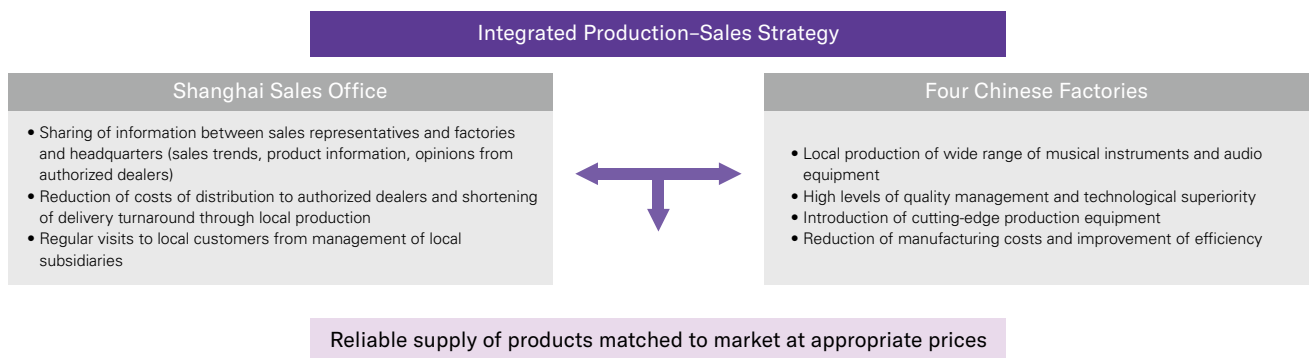 Integrated Production–Sales Strategy
Shanghai Sales Office
• Sharing of information between sales representatives and factories
and headquarters (sales trends, product information, opinions from
authorized dealers)
• Reduction of costs of distribution to authorized dealers and shortening
of delivery turnaround through local production
• Regular visits to local customers from management of local
subsidiaries
Four Chinese Factories
• Local production of wide range of musical instruments and audio
equipment
• High levels of quality management and technological superiority
• Introduction of cutting-edge production equipment
• Reduction of manufacturing costs and improvement of efficiency
Reliable supply of products matched to market at appropriate prices